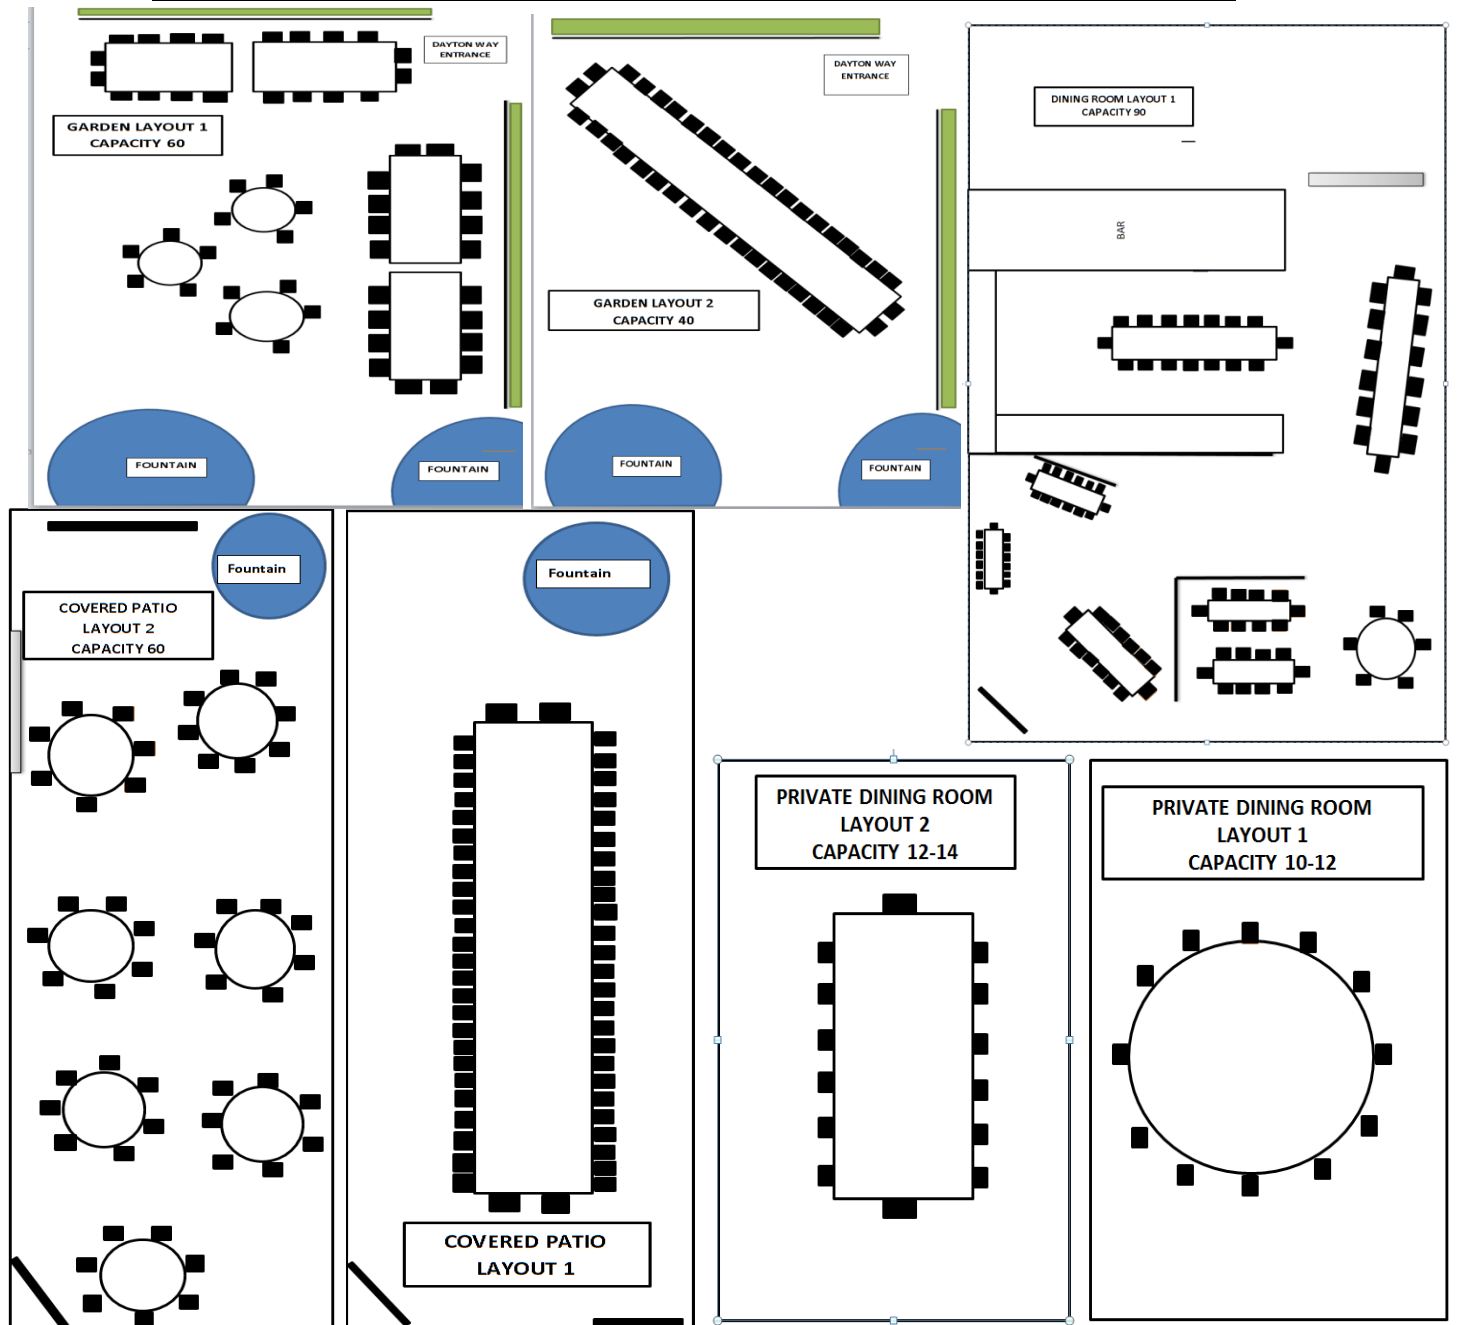 DAYTON WAY
ENTRANCE
GARDEN LAYOUT 1
CAPACITY 60
FOUNTAIN
FOUNTAIN
DAYTON WAY
ENTRANCE
GARDEN LAYOUT 2
CAPACITY 40
FOUNTAIN
FOUNTAIN
DINING ROOM LAYOUT 1
CAPACITY 90
BAR
Fountain
COVERED PATIO
LAYOUT 2
CAPACITY 60
Fountain
COVERED PATIO
LAYOUT 1
PRIVATE DINING ROOM
LAYOUT 2
CAPACITY 12-14
PRIVATE DINING ROOM
LAYOUT 1
CAPACITY 10-12